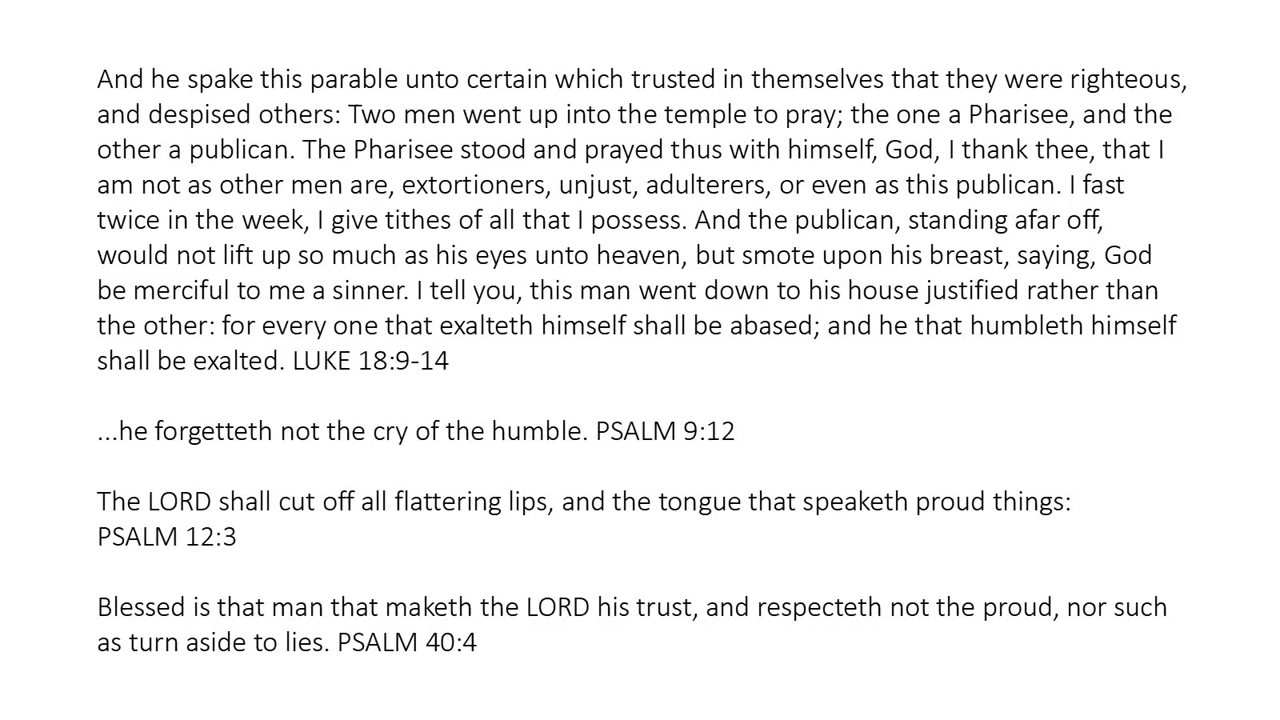 And he spake this parable unto certain which trusted in themselves that they were righteous,
and despised others: Two men went up into the temple to pray; the one a Pharisee, and the
other a publican. The Pharisee stood and prayed thus with himself, God, I thank thee, that I
am not as other men are, extortioners, unjust, adulterers, or even as this publican. I fast
twice in the week, I give tithes of all that I possess. And the publican, standing afar off,
would not lift up so much as his eyes unto heaven, but smote upon his breast, saying, God
be merciful to me a sinner. I tell you, this man went down to his house justified rather than
the other: for every one that exalteth himself shall be abased; and he that humbleth himself
shall be exalted. LUKE 18:9-14
...he forgetteth not the cry of the humble. PSALM 9:12
The LORD shall cut off all flattering lips, and the tongue that speaketh proud things:
PSALM 12:3
Blessed is that man that maketh the LORD his trust, and respecteth not the proud, nor such
as turn aside to lies. PSALM 40:4